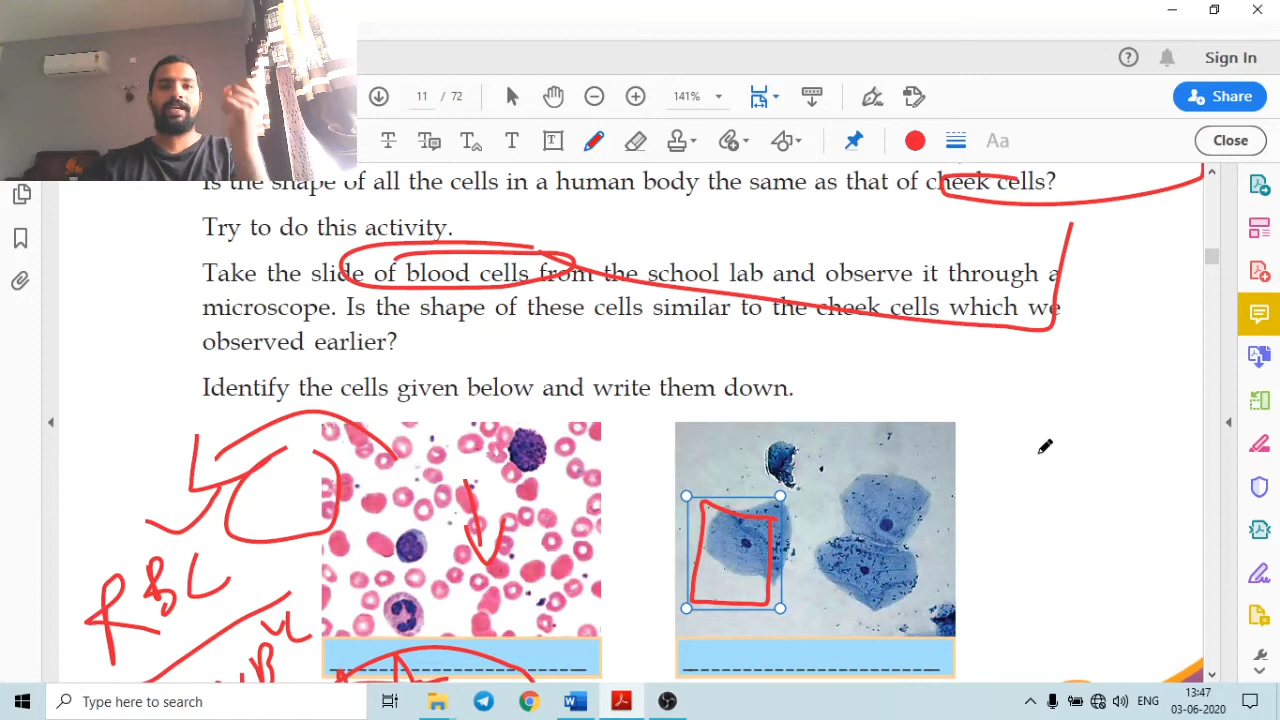 Sign In
11 / 72
141%
Share
Aa
Close
Is the shape of all the cells in a human body the same as that of cheek cells?
Try to do this activity.
Take the slide of blood cells from the school lab and observe it through a
microscope. Is the shape of these cells similar to the cheek cells which we
observed earlier?
Identify the cells given below and write them down.
RBC
Type here to search
ENG
13:47
03-06-2020